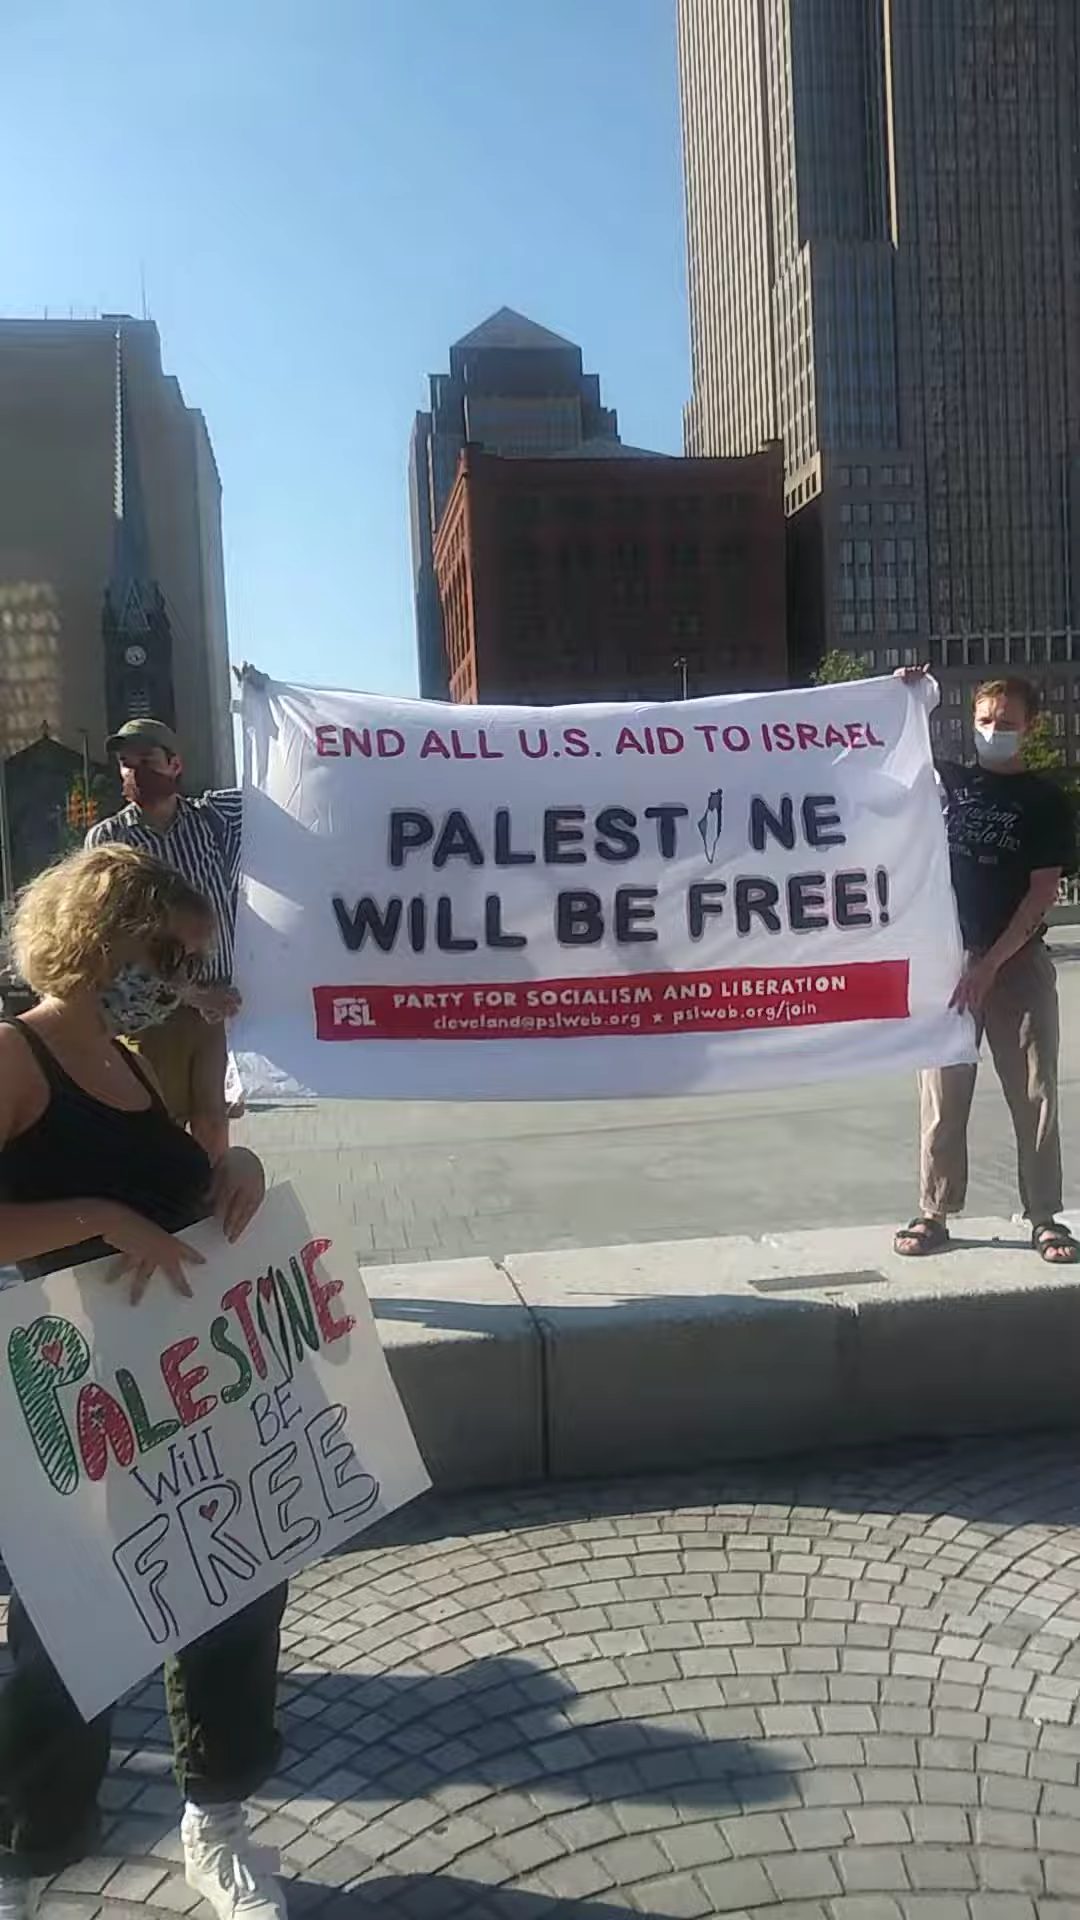 END ALL U.S. AID TO ISRAEL
PALESTINE
WILL BE FREE!
PSL
PARTY FOR SOCIALISM AND LIBERATION
cleveland@pslweb.org ★ pslweb.org/join
PALESTINE
Will BE
FREE